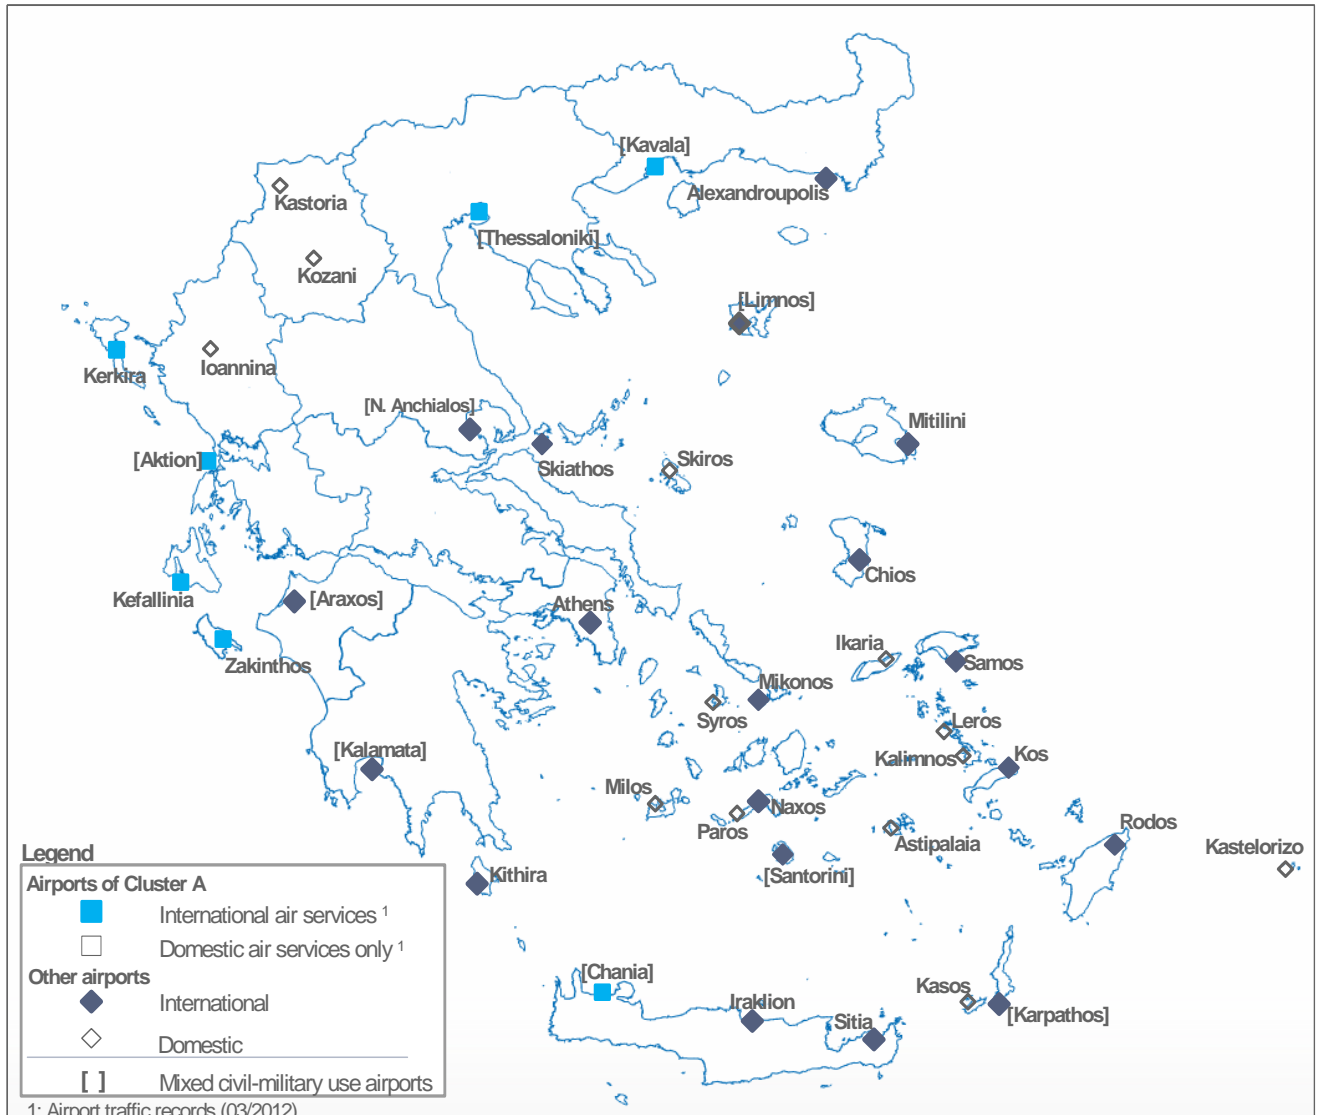 [Kavala]
Alexandroupolis
Kastoria
[Thessaloniki]
Kozani
[Limnos]
Ioannina
Kerkira
[N. Anchialos]
Mitilini
[Aktion]
Skiathos
Skiros
Chios
Kefallinia
[Araxos]
Athens
Ikaria
Samos
Zakinthos
Mikonos
Syros
Leros
[Kalamata]
Kalimnos
Kos
Milos
Naxos
Paros
Rodos
Astipalaia
Kastelorizo
[Santorini]
Kithira
[Chania]
Kasos
Iraklion
Sitia
[Karpathos]
Legend
Airports of Cluster A
International air services 1
Domestic air services only 1
Other airports
International
Domestic
[ ] Mixed civil-military use airports
1: Airport traffic records (03/2012)